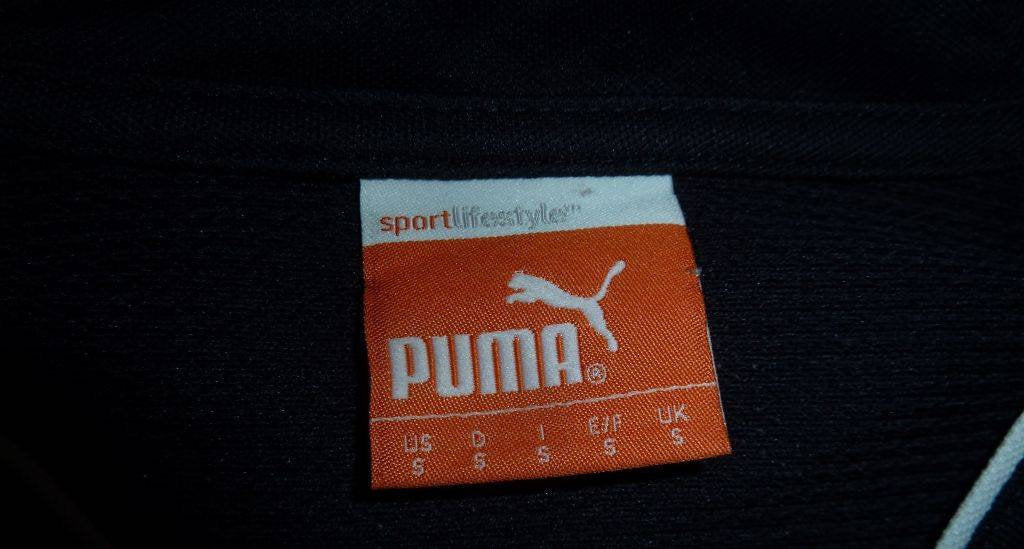 sportlifestyle™
PUMA®
US D I E/F UK
S S S S S